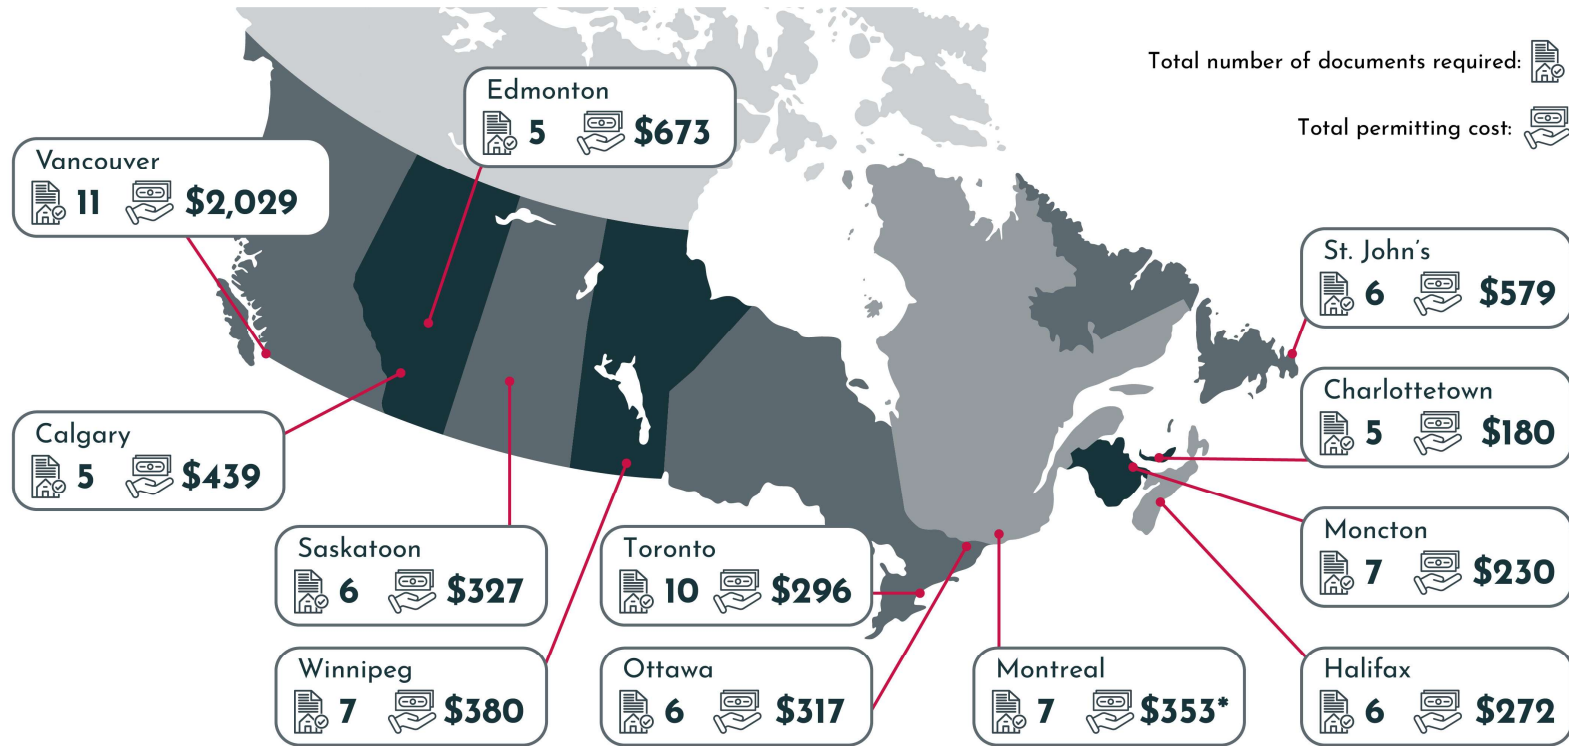 Total number of documents required:
Total permitting cost:
Edmonton
5 $673
Vancouver
11 $2,029
St. John's
6 $579
Charlottetown
5 $180
Calgary
5 $439
Moncton
7 $230
Saskatoon
6 $327
Toronto
10 $296
Winnipeg
7 $380
Ottawa
6 $317
Montreal
7 $353*
Halifax
6 $272